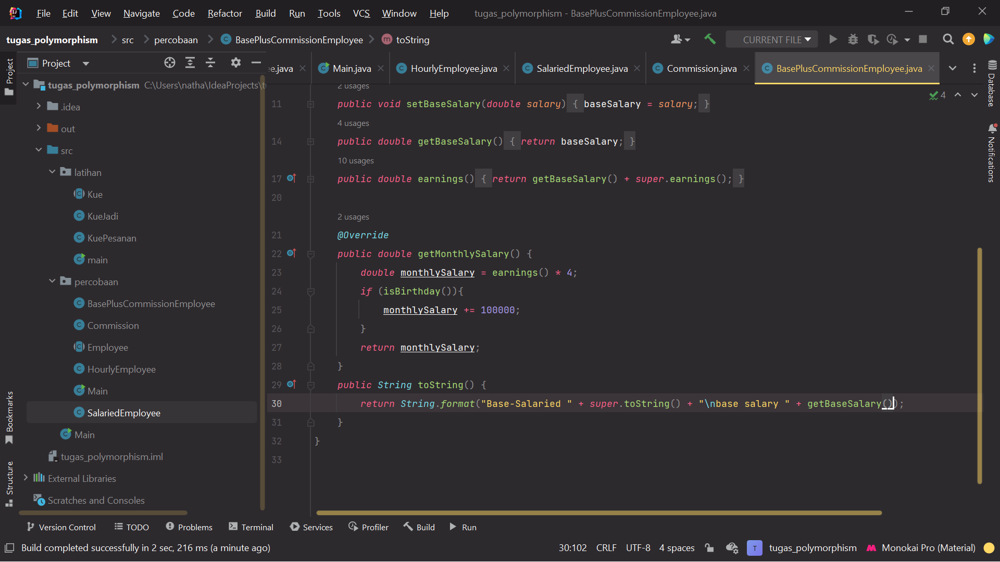 File Edit View Navigate Code Refactor Build Run Tools VCS Window Help tugas_polymorphism - BasePlusCommissionEmployee.java
tugas_polymorphism src percobaan BasePlusCommissionEmployee toString CURRENT FILE
Project
Project
e.java Main.java HourlyEmployee.java SalariedEmployee.java Commission.java BasePlusCommissionEmployee.java
tugas_polymorphism C:\Users\natha\IdeaProjects\t
.idea
out
src
latihan
Kue
KueJadi
KuePesanan
main
percobaan
BasePlusCommissionEmployee
Commission
Employee
HourlyEmployee
Main
SalariedEmployee
Main
tugas_polymorphism.iml
External Libraries
Scratches and Consoles
Bookmarks
Structure
2 usages
11 public void setBaseSalary(double salary) { baseSalary = salary; }
4 usages
14 public double getBaseSalary() { return baseSalary; }
10 usages
17 public double earnings() { return getBaseSalary() + super.earnings(); }
20
2 usages
21 @Override
22 public double getMonthlySalary() {
23 double monthlySalary = earnings() * 4;
24 if (isBirthday()){
25 monthlySalary += 100000;
26 }
27 return monthlySalary;
28 }
29 public String toString() {
30 return String.format("Base-Salaried " + super.toString() + "\nbase salary " + getBaseSalary());
31 }
32 }
33
4
Database
Notifications
Version Control TODO Problems Terminal Services Profiler Build Run
Build completed successfully in 2 sec, 216 ms (a minute ago) 30:102 CRLF UTF-8 4 spaces T tugas_polymorphism Monokai Pro (Material)